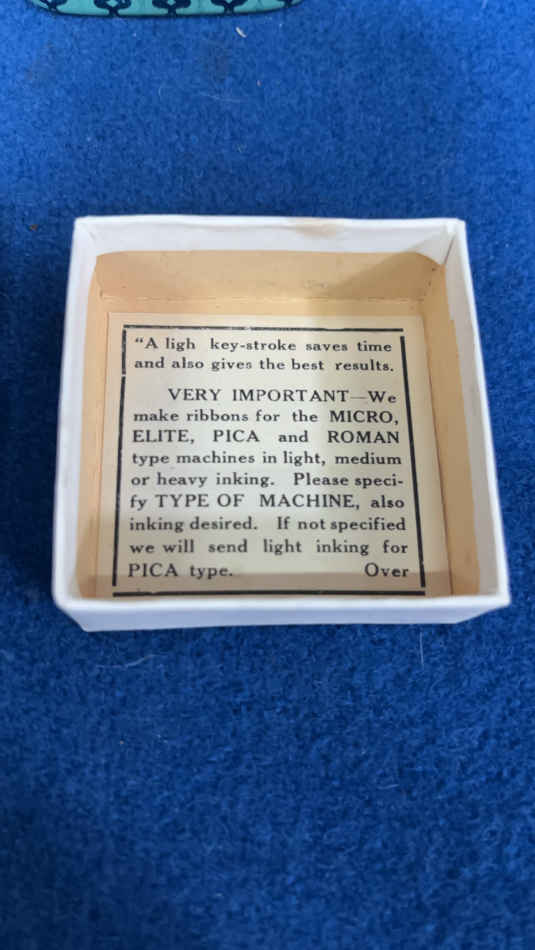 “A ligh key-stroke saves time
and also gives the best results.
VERY IMPORTANT—We
make ribbons for the MICRO,
ELITE, PICA and ROMAN
type machines in light, medium
or heavy inking. Please speci-
fy TYPE OF MACHINE, also
inking desired. If not specified
we will send light inking for
PICA type. Over